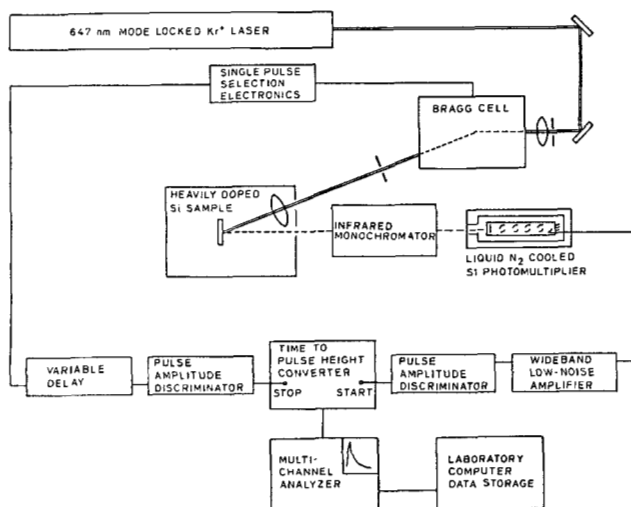 647 nm MODE LOCKED Kr+ LASER
SINGLE PULSE
SELECTION
ELECTRONICS
BRAGG CELL
HEAVILY DOPED
Si SAMPLE
INFRARED
MONOCHROMATOR
LIQUID N2 COOLED
S1 PHOTOMULTIPLIER
VARIABLE
DELAY
PULSE
AMPLITUDE
DISCRIMINATOR
TIME TO
PULSE HEIGHT
CONVERTER
STOP START
PULSE
AMPLITUDE
DISCRIMINATOR
WIDEBAND
LOW-NOISE
AMPLIFIER
MULTI-
CHANNEL
ANALYZER
LABORATORY
COMPUTER
DATA STORAGE